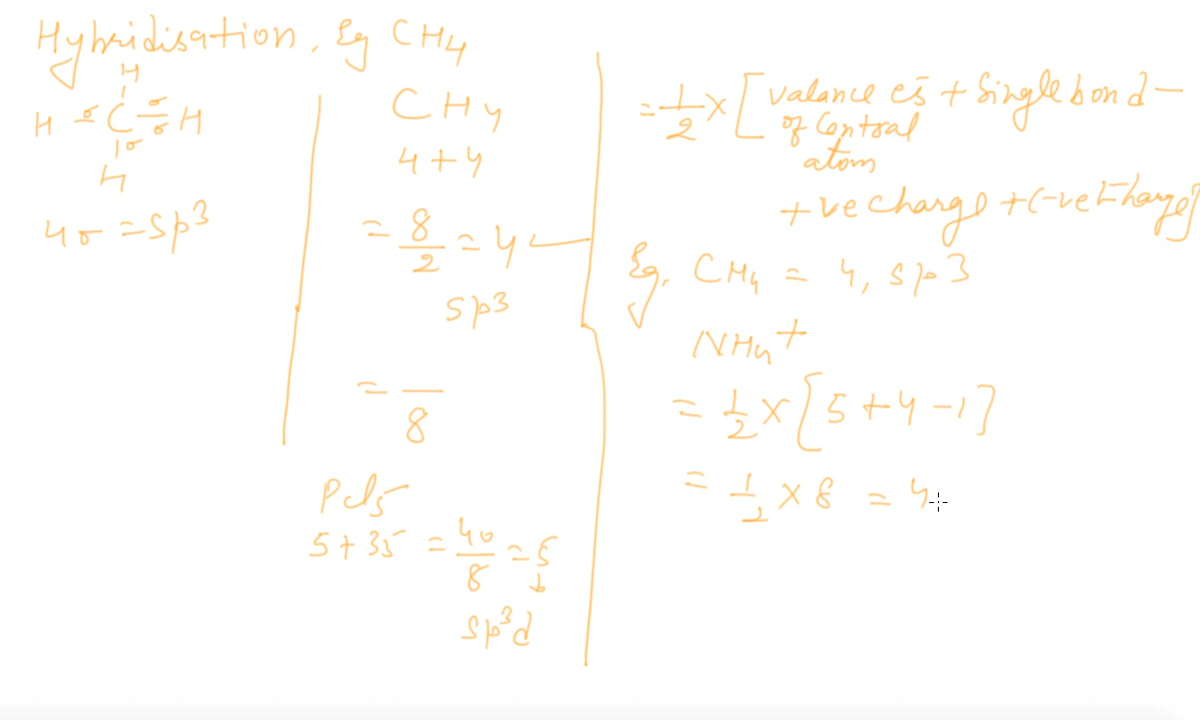 Hybridisation. Eg CH4
H
H σ C σ H
σ
1σ
H
4σ = sp3
CH4
4+4
= 8/2 = 4
sp3
= /8
PCl5
5+35 = 40/8 = 5
↓
sp3d
= 1/2 × [valance es + Single bond -
of Central
atom
+ve charge + (-ve charge)]
Eg. CH4 = 4, sp3
NH4+
= 1/2 × [5+4-1]
= 1/2 × 8 = 4